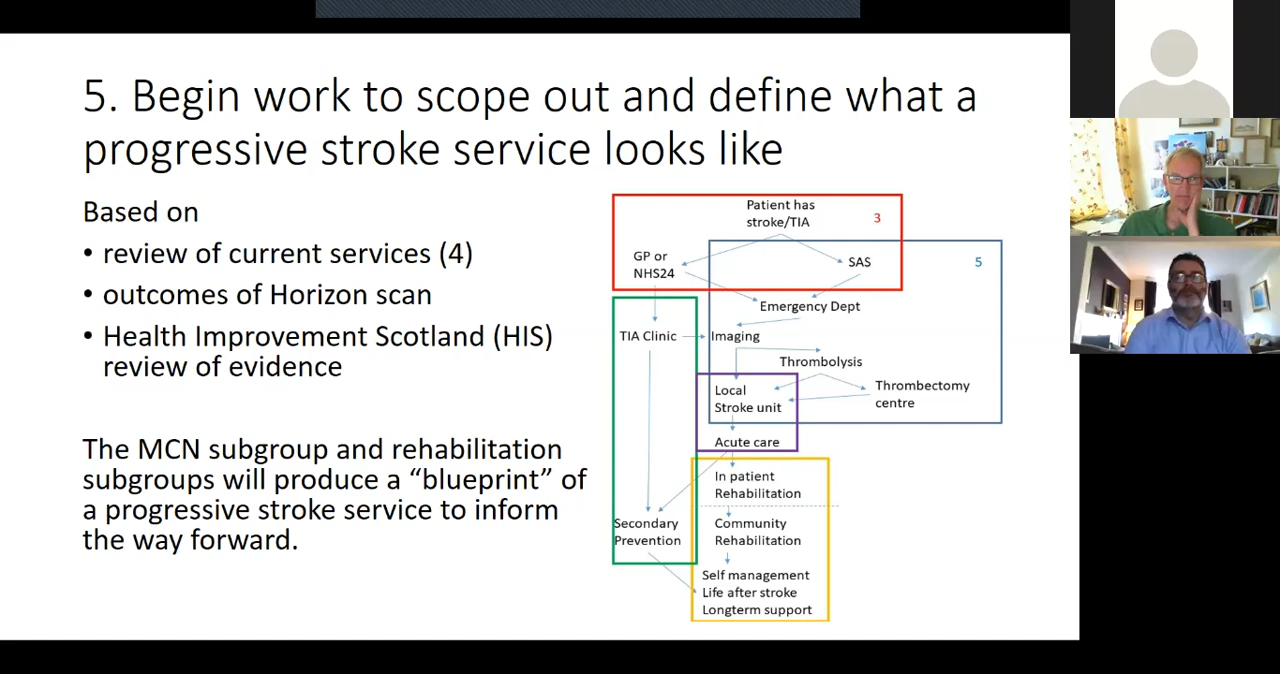 5. Begin work to scope out and define what a
progressive stroke service looks like
Based on
• review of current services (4)
• outcomes of Horizon scan
• Health Improvement Scotland (HIS)
review of evidence
The MCN subgroup and rehabilitation
subgroups will produce a “blueprint” of
a progressive stroke service to inform
the way forward.
Patient has
stroke/TIA
3
GP or
NHS24
SAS
5
Emergency Dept
TIA Clinic
Imaging
Thrombolysis
Local
Stroke unit
Thrombectomy
centre
Acute care
In patient
Rehabilitation
Secondary
Prevention
Community
Rehabilitation
Self management
Life after stroke
Longterm support